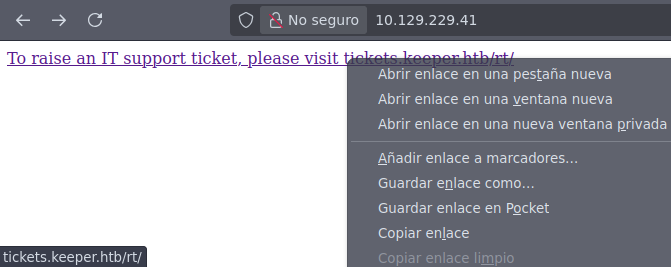 No seguro
10.129.229.41
To raise an IT support ticket, please visit tickets.keeper.htb/rt/
Abrir enlace en una pestaña nueva
Abrir enlace en una ventana nueva
Abrir enlace en una nueva ventana privada
Añadir enlace a marcadores...
Guardar enlace como...
Guardar enlace en Pocket
Copiar enlace
Copiar enlace limpio
tickets.keeper.htb/rt/